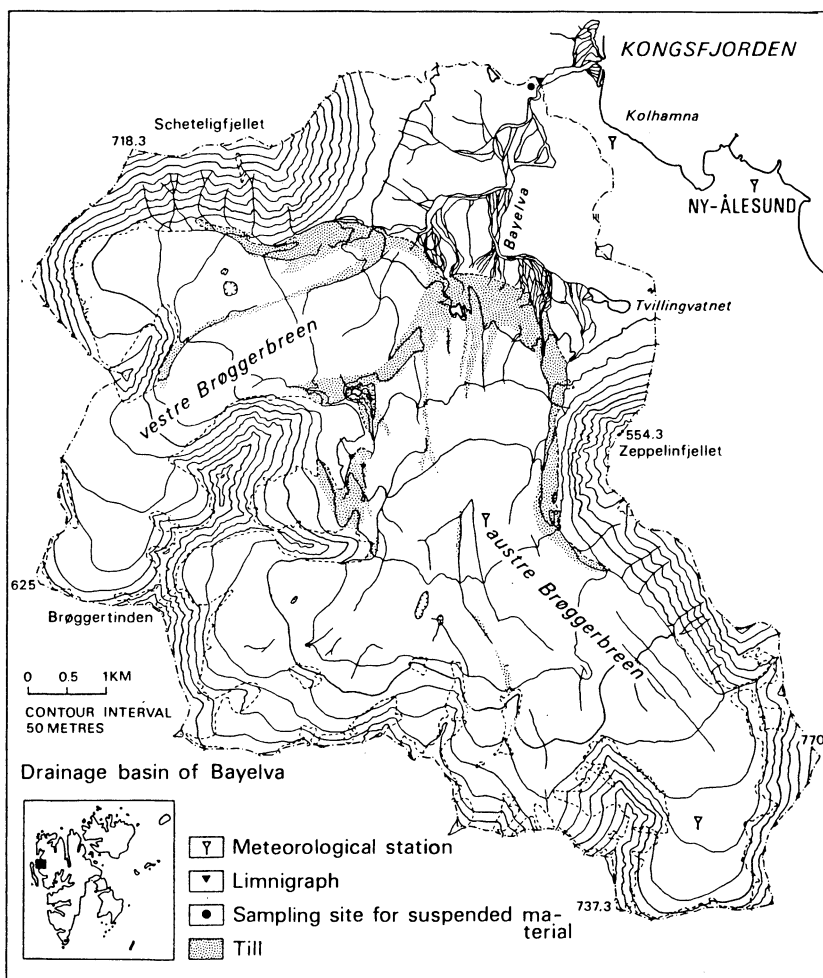 KONGSFJORDEN
Scheteligfjellet
718.3
Kolhamna
NY-ÅLESUND
Bayelva
Tvillingvatnet
vestre Brøggerbreen
554.3
Zeppelinfjellet
austre Brøggerbreen
625
Brøggertinden
0 0.5 1KM
CONTOUR INTERVAL
50 METRES
770
Drainage basin of Bayelva
Meteorological station
Limnigraph
Sampling site for suspended ma-
terial
Till
737.3